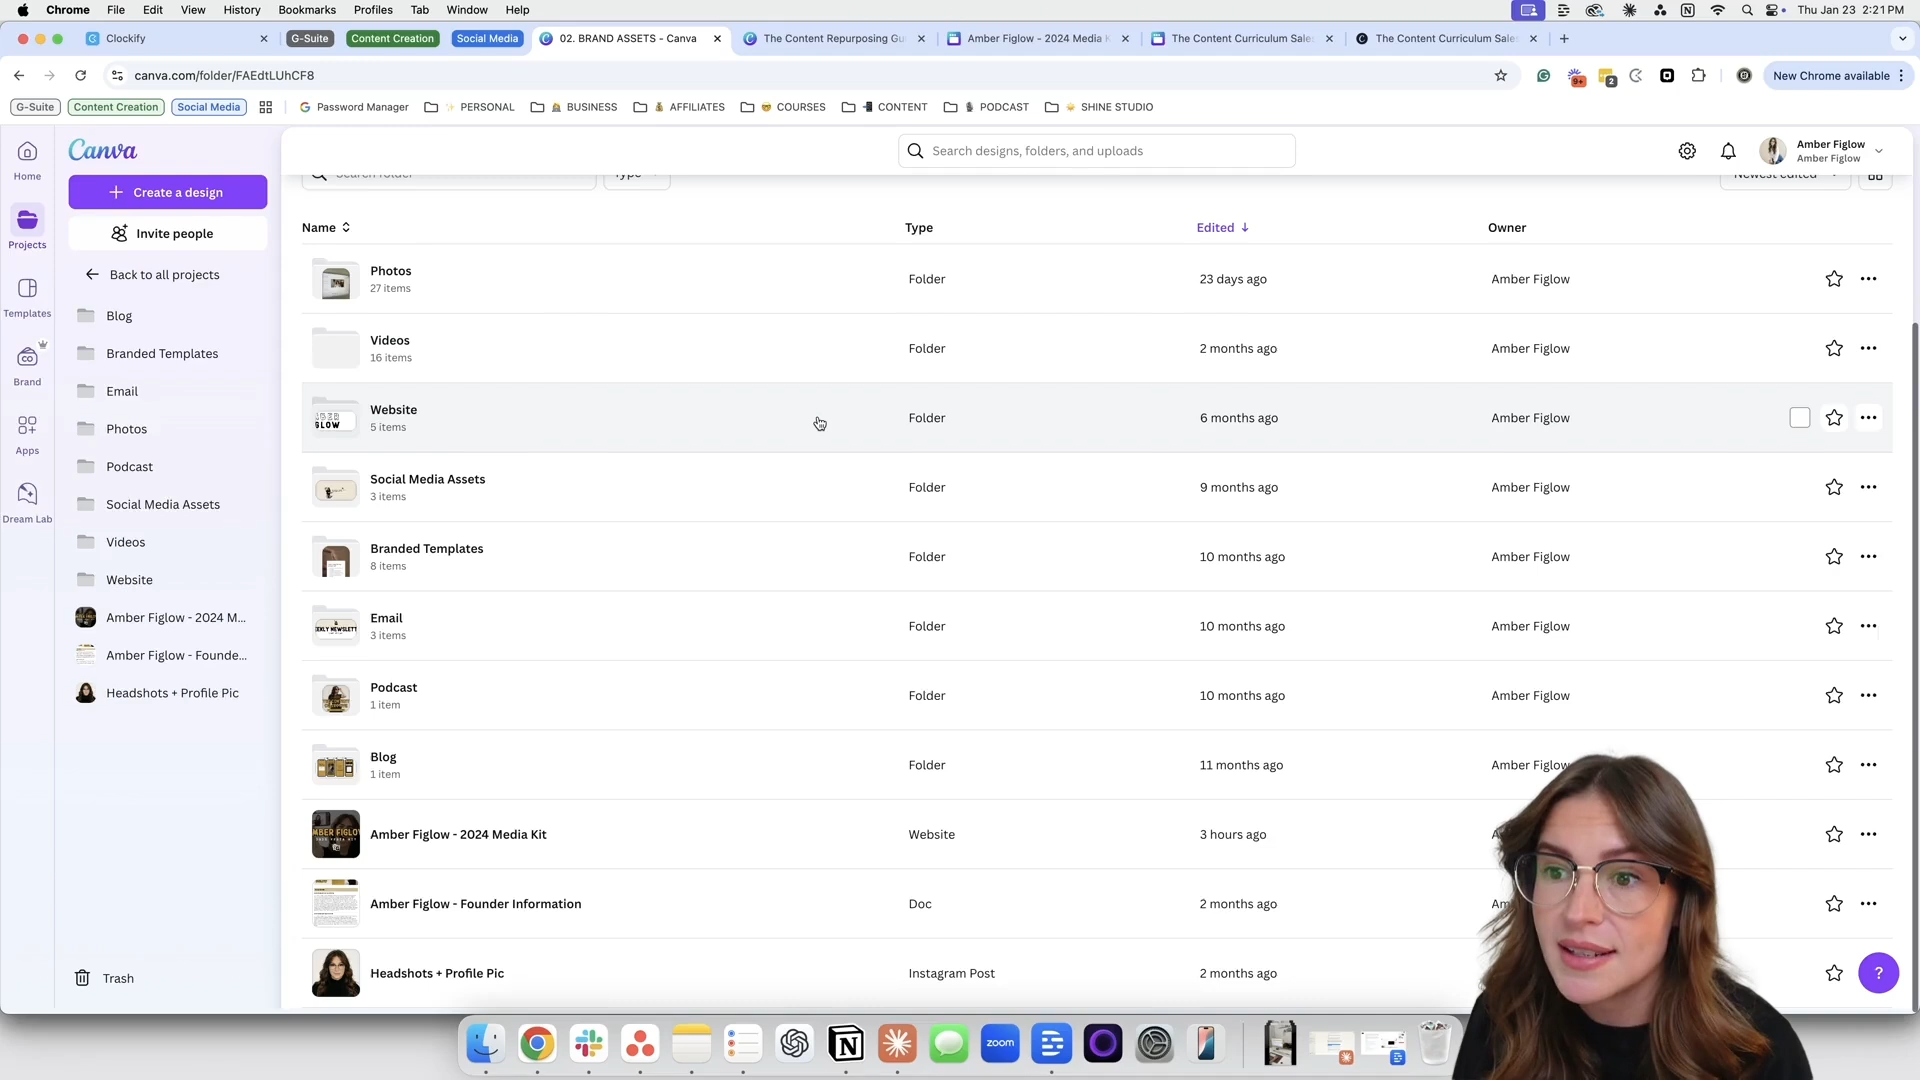 Chrome File Edit View History Bookmarks Profiles Tab Window Help Thu Jan 23 2:21 PM
Clockify G-Suite Content Creation Social Media 02. BRAND ASSETS - Canva The Content Repurposing Gu Amber Figlow - 2024 Media K The Content Curriculum Sale The Content Curriculum Sale
canva.com/folder/FAEdtLUhCF8 9+ 2 New Chrome available
G-Suite Content Creation Social Media Password Manager PERSONAL BUSINESS AFFILIATES COURSES CONTENT PODCAST SHINE STUDIO
Home
Projects
Templates
Brand
Apps
Dream Lab
Canva
Create a design
Invite people
Back to all projects
Blog
Branded Templates
Email
Photos
Podcast
Social Media Assets
Videos
Website
Amber Figlow - 2024 M...
Amber Figlow - Founde...
Headshots + Profile Pic
Trash
Search designs, folders, and uploads
Amber Figlow
Amber Figlow
Search folder Type Newest edited
Name Type Edited Owner
Photos
27 items
Folder 23 days ago Amber Figlow
Videos
16 items
Folder 2 months ago Amber Figlow
Website
5 items
Folder 6 months ago Amber Figlow
Social Media Assets
3 items
Folder 9 months ago Amber Figlow
Branded Templates
8 items
Folder 10 months ago Amber Figlow
Email
3 items
Folder 10 months ago Amber Figlow
Podcast
1 item
Folder 10 months ago Amber Figlow
Blog
1 item
Folder 11 months ago Amber Figlow
Amber Figlow - 2024 Media Kit Website 3 hours ago
Amber Figlow - Founder Information Doc 2 months ago Am
Headshots + Profile Pic Instagram Post 2 months ago
?
zoom